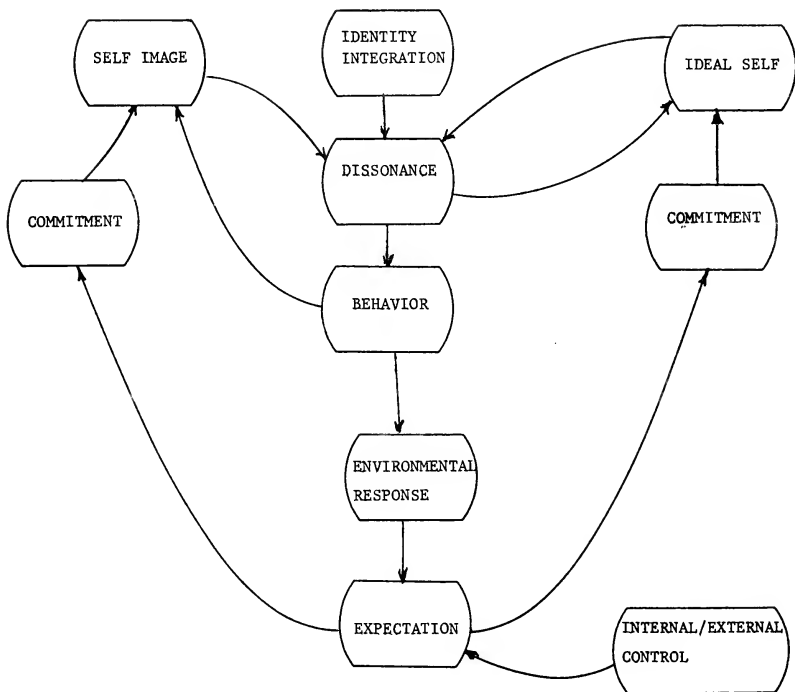 SELF IMAGE
IDENTITY
INTEGRATION
IDEAL SELF
DISSONANCE
COMMITMENT
COMMITMENT
BEHAVIOR
ENVIRONMENTAL
RESPONSE
EXPECTATION
INTERNAL/EXTERNAL
CONTROL